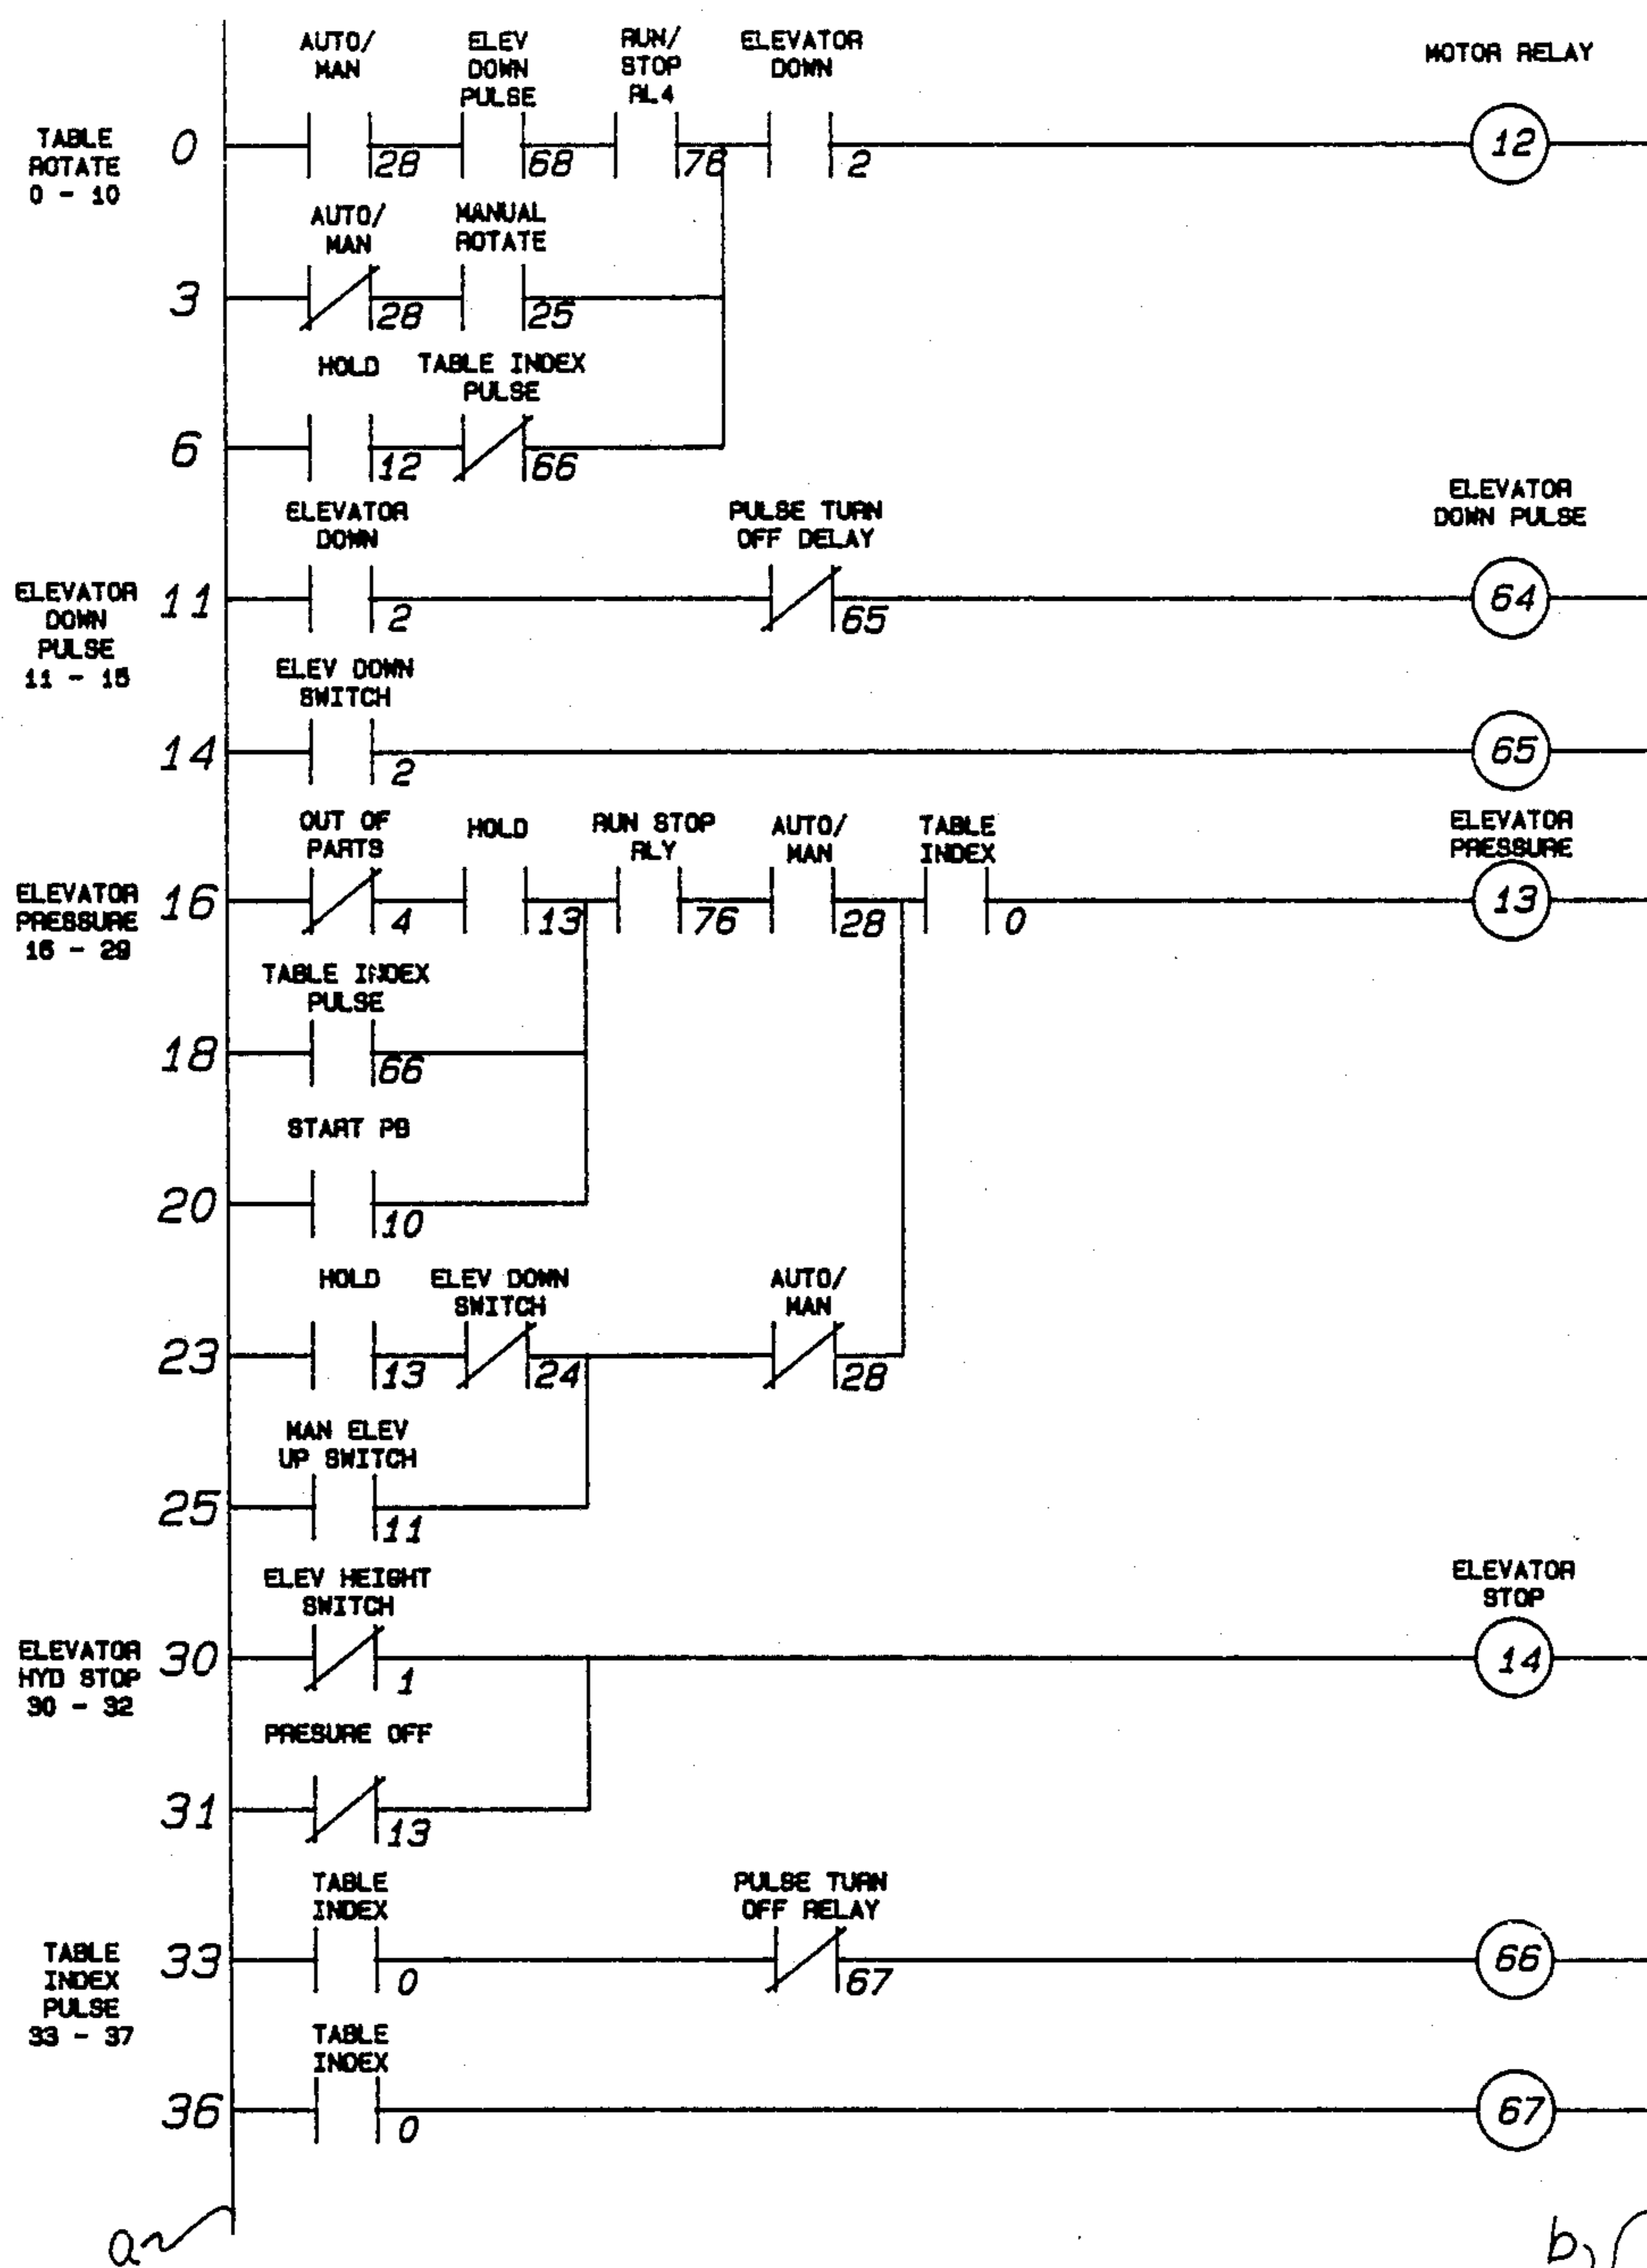 AUTO/
MAN
ELEV
DOWN
PULSE
RUN/
STOP
RL4
ELEVATOR
DOWN
MOTOR RELAY
TABLE
ROTATE
0 - 10
0
28
68
78
2
12
AUTO/
MAN
MANUAL
ROTATE
3
28
25
HOLD
TABLE INDEX
PULSE
6
12
66
ELEVATOR
DOWN
PULSE TURN
OFF DELAY
ELEVATOR
DOWN PULSE
ELEVATOR
DOWN
PULSE
11 - 15
11
2
65
64
ELEV DOWN
SWITCH
14
2
65
OUT OF
PARTS
HOLD
RUN STOP
RLY
AUTO/
MAN
TABLE
INDEX
ELEVATOR
PRESSURE
ELEVATOR
PRESSURE
16 - 29
16
4
13
76
28
0
13
TABLE INDEX
PULSE
18
66
START PB
20
10
HOLD
ELEV DOWN
SWITCH
AUTO/
MAN
23
13
24
28
MAN ELEV
UP SWITCH
25
11
ELEV HEIGHT
SWITCH
ELEVATOR
STOP
ELEVATOR
HYD STOP
30 - 32
30
1
14
PRESURE OFF
31
13
TABLE
INDEX
PULSE TURN
OFF RELAY
TABLE
INDEX
PULSE
33 - 37
33
0
67
66
TABLE
INDEX
36
0
67
a
b